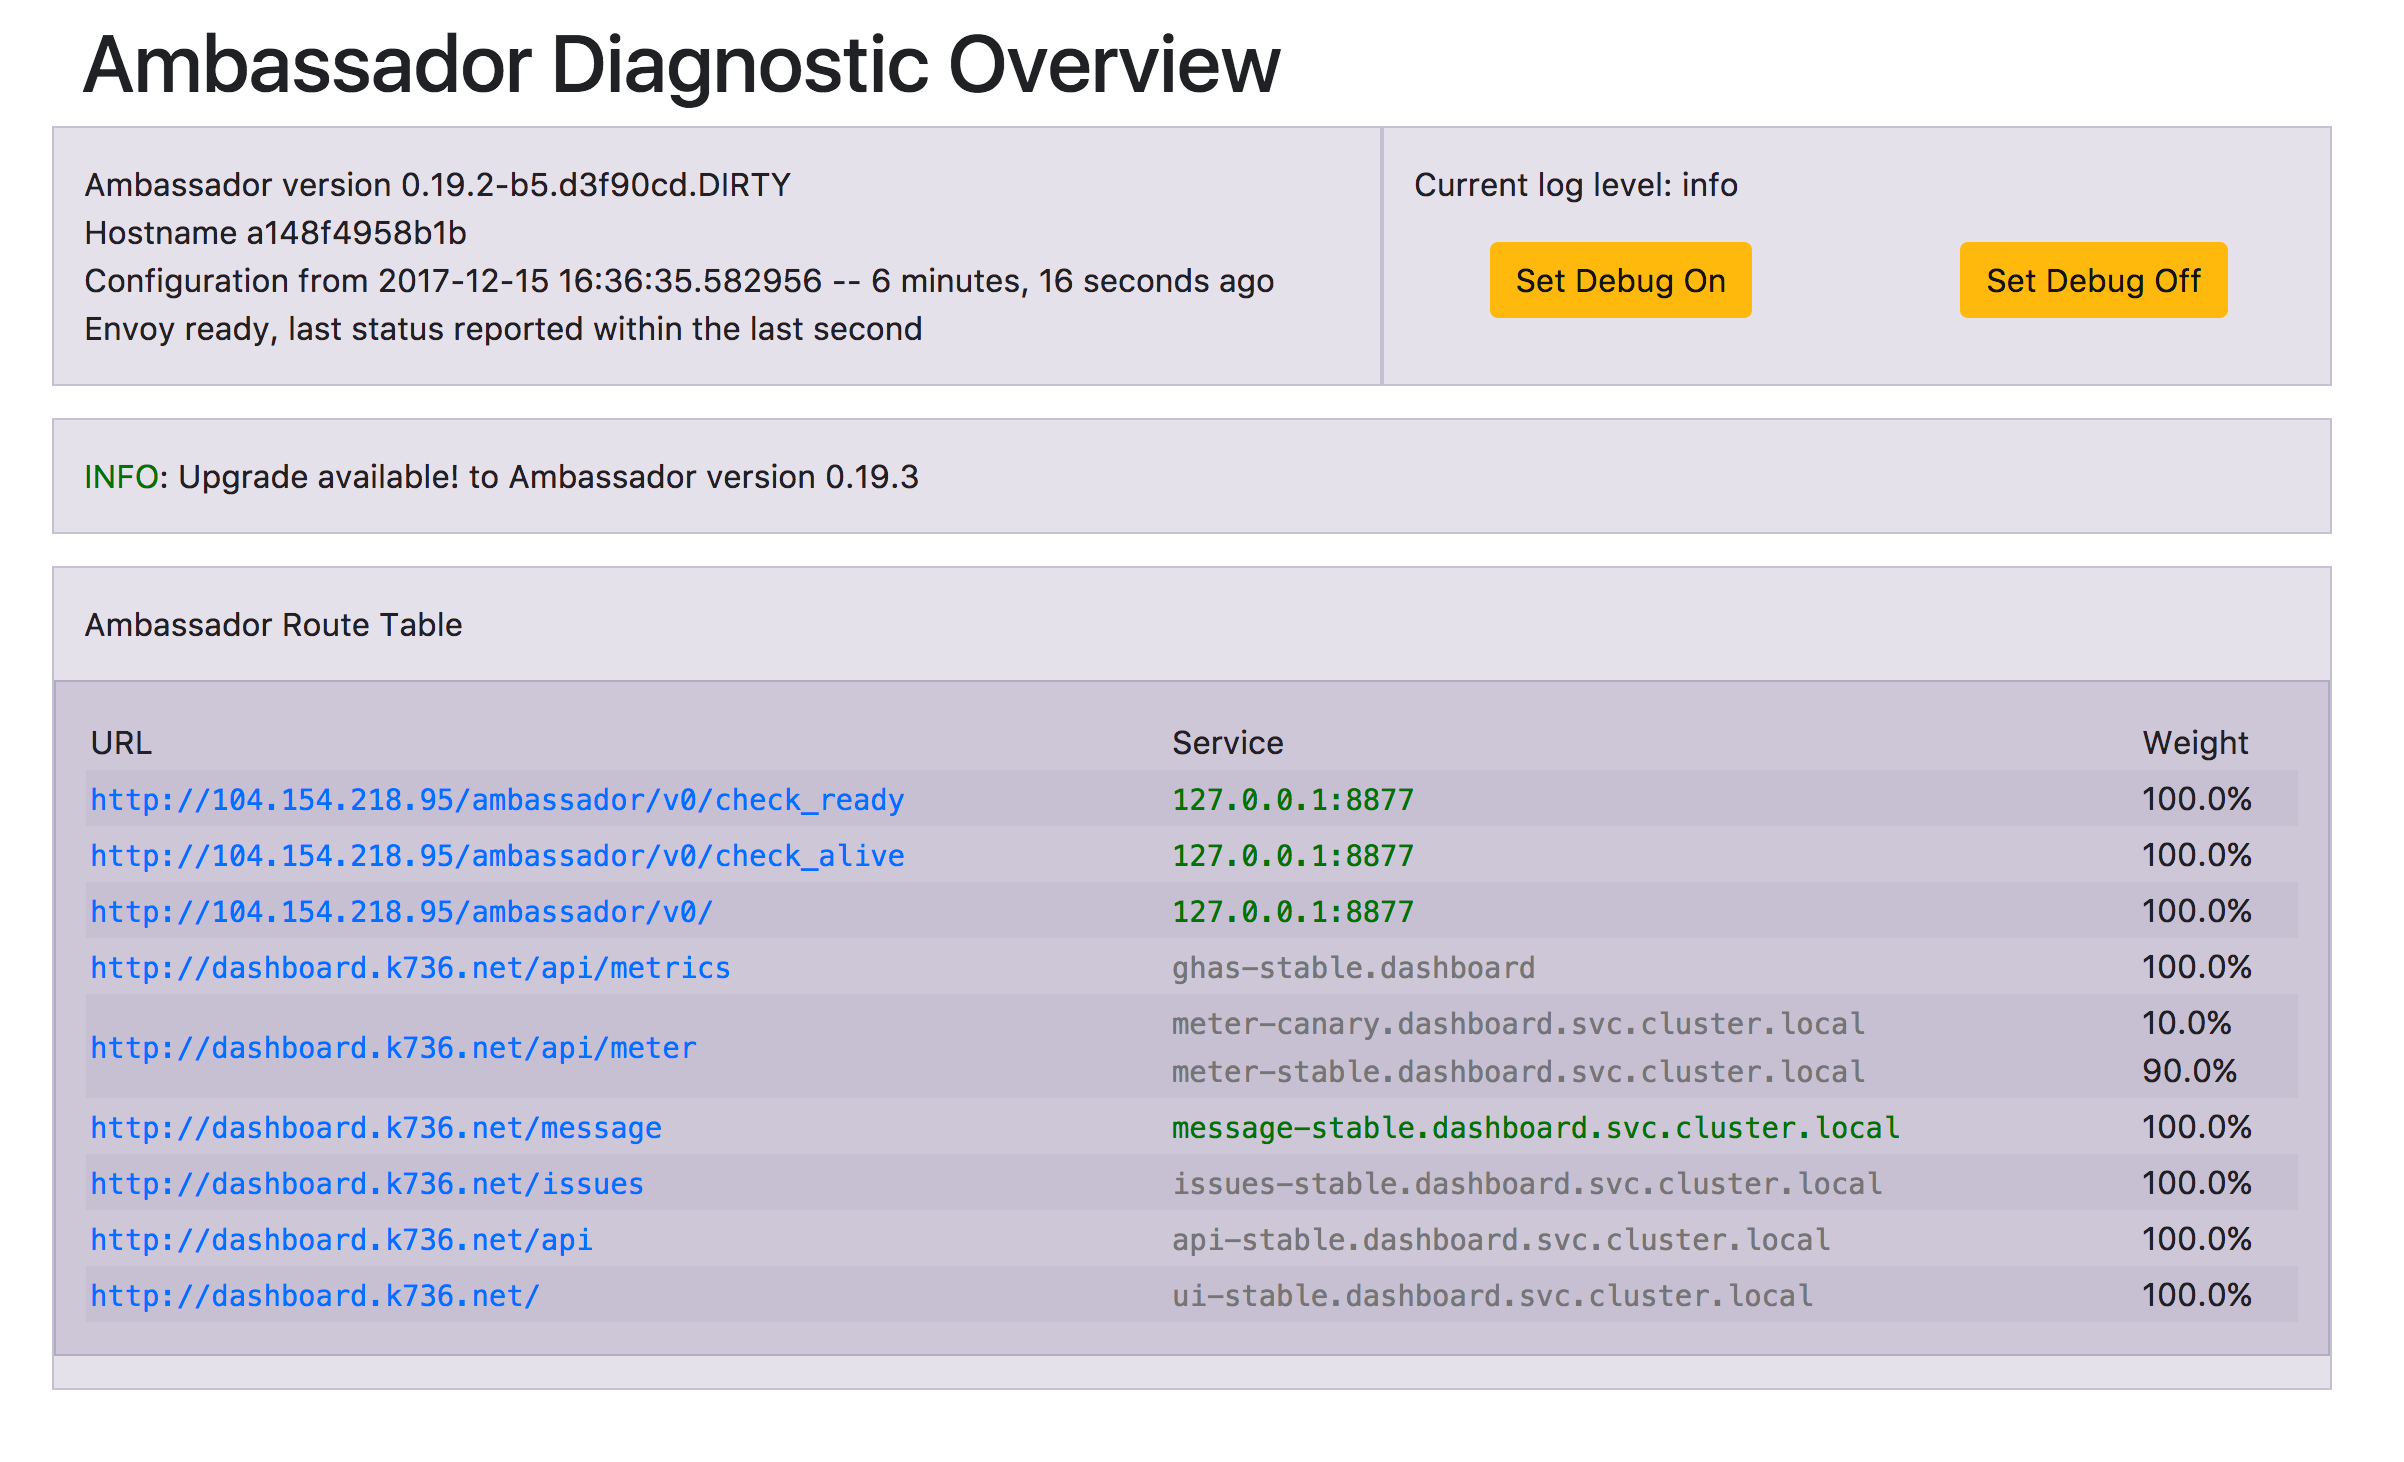 Ambassador Diagnostic Overview
Ambassador version 0.19.2-b5.d3f90cd.DIRTY
Hostname a148f4958b1b
Configuration from 2017-12-15 16:36:35.582956 -- 6 minutes, 16 seconds ago
Envoy ready, last status reported within the last second
Current log level: info
Set Debug On Set Debug Off
INFO: Upgrade available! to Ambassador version 0.19.3
Ambassador Route Table
URL Service Weight
http://104.154.218.95/ambassador/v0/check_ready 127.0.0.1:8877 100.0%
http://104.154.218.95/ambassador/v0/check_alive 127.0.0.1:8877 100.0%
http://104.154.218.95/ambassador/v0/ 127.0.0.1:8877 100.0%
http://dashboard.k736.net/api/metrics ghas-stable.dashboard 100.0%
http://dashboard.k736.net/api/meter
meter-canary.dashboard.svc.cluster.local 10.0%
meter-stable.dashboard.svc.cluster.local 90.0%
http://dashboard.k736.net/message message-stable.dashboard.svc.cluster.local 100.0%
http://dashboard.k736.net/issues issues-stable.dashboard.svc.cluster.local 100.0%
http://dashboard.k736.net/api api-stable.dashboard.svc.cluster.local 100.0%
http://dashboard.k736.net/ ui-stable.dashboard.svc.cluster.local 100.0%